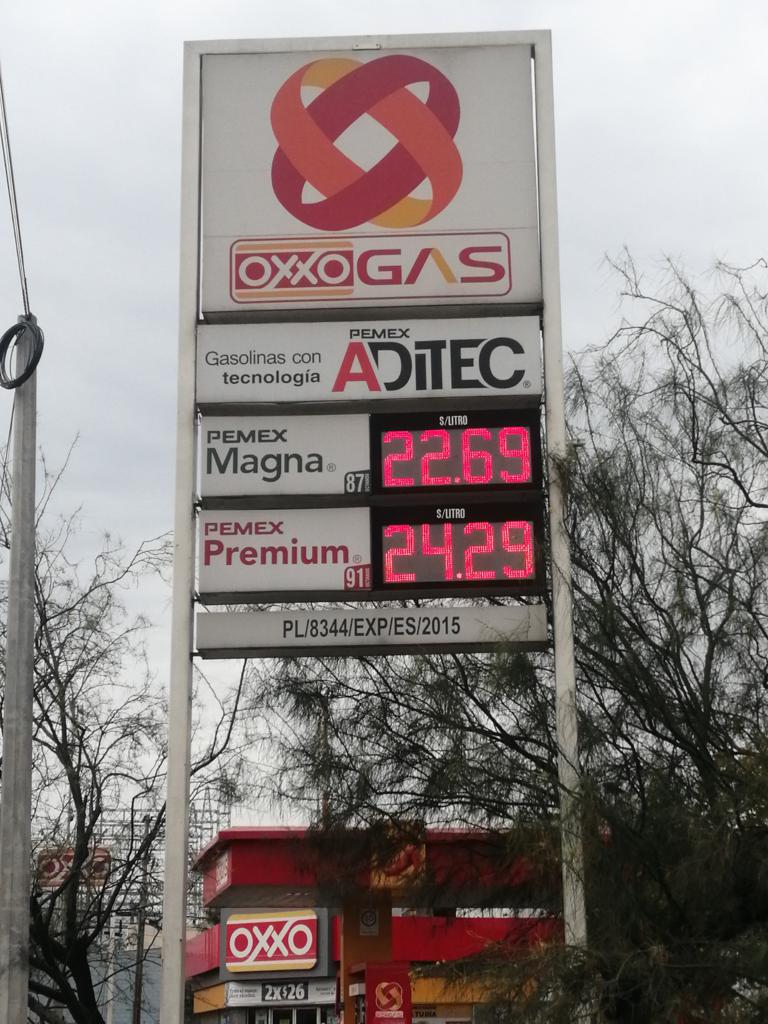 OXXO GAS
Gasolinas con
tecnología
PEMEX
ADITEC®
PEMEX
Magna®
87
S/LITRO
22.69
PEMEX
Premium®
91
S/LITRO
24.29
PL/8344/EXP/ES/2015
OXXO
OXXO
2X$26